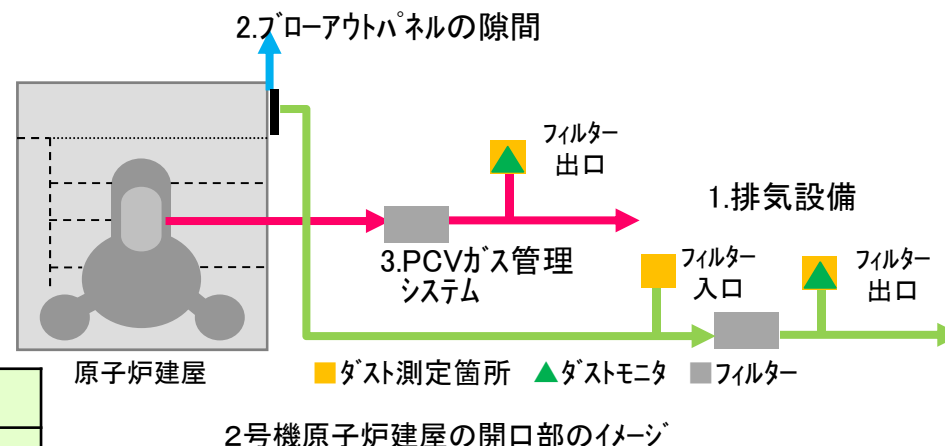 2.ブローアウトパネルの隙間
フィルター
出口
1.排気設備
3.PCVガス管理
システム
フィルター
入口
フィルター
出口
原子炉建屋
ダスト測定箇所 ダストモニタ フィルター
2号機原子炉建屋の開口部のイメージ